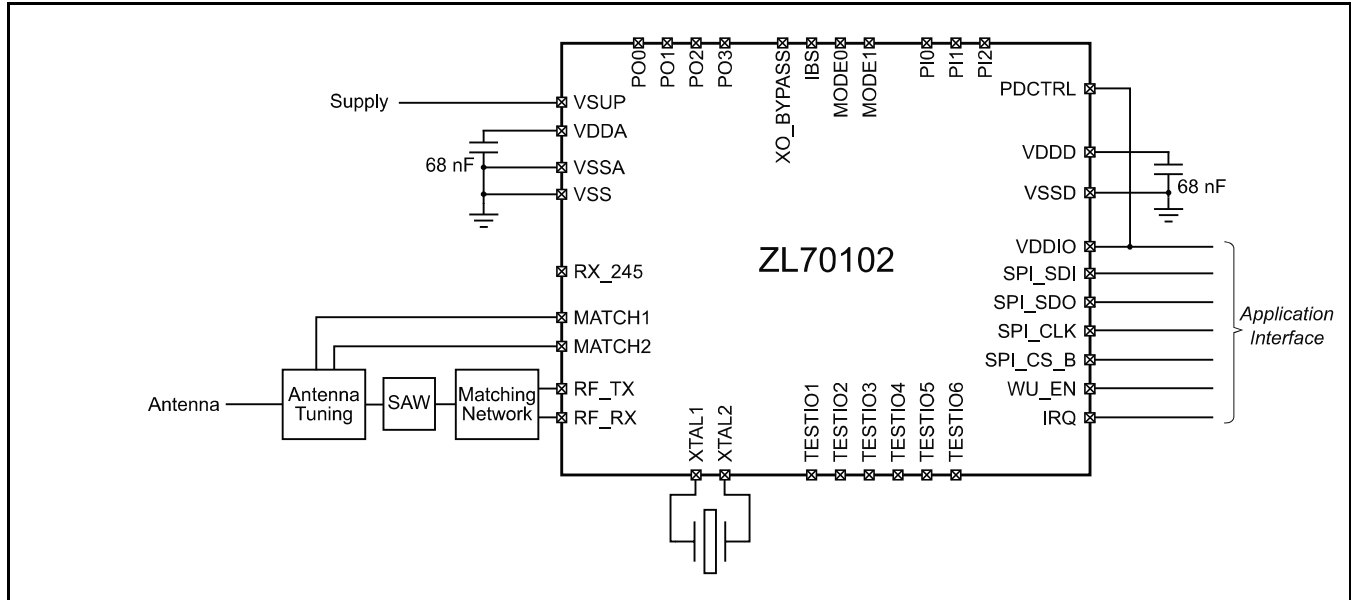 PO0
PO1
PO2
PO3
XO_BYPASS
IBS
MODE0
MODE1
PI0
PI1
PI2
Supply
VSUP
VDDA
68 nF
VSSA
VSS
RX_245
MATCH1
MATCH2
RF_TX
RF_RX
Antenna
Antenna
Tuning
SAW
Matching
Network
ZL70102
PDCTRL
VDDD
VSSD
68 nF
VDDIO
SPI_SDI
SPI_SDO
SPI_CLK
SPI_CS_B
WU_EN
IRQ
Application
Interface
XTAL1
XTAL2
TESTIO1
TESTIO2
TESTIO3
TESTIO4
TESTIO5
TESTIO6